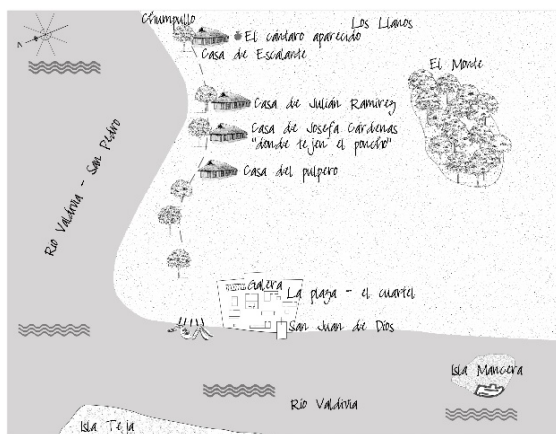 Chumpullo
Los Llanos
El cántaro aparecido
Casa de Escalante
El Monte
N
Casa de Julián Ramirez
Casa de Josefa Cárdenas
"donde tejen el poncho"
Casa del pulpero
Río Valdivia - San Pedro
Galera
La plaza - el cuartel
San Juan de Dios
Isla Mancera
Río Valdivia
Isla Teja